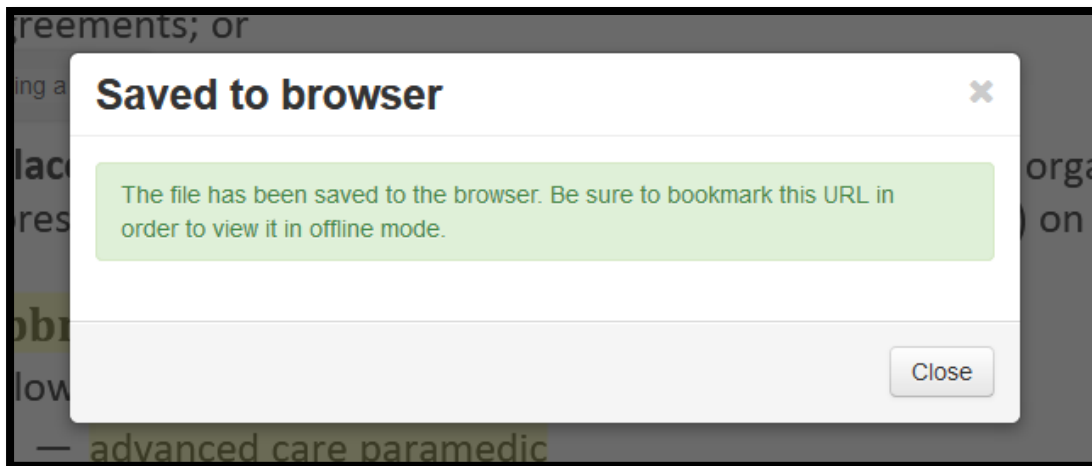 reements; or
ing a
Saved to browser
The file has been saved to the browser. Be sure to bookmark this URL in
order to view it in offline mode.
) on
Close
— advanced care paramedic